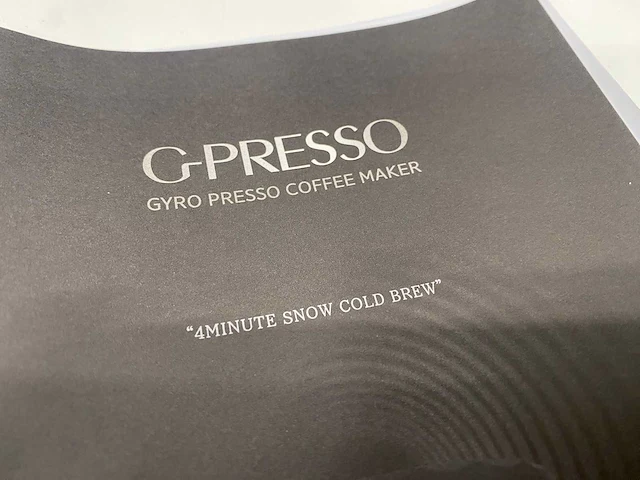 G-PRESSO
GYRO PRESSO COFFEE MAKER
“4MINUTE SNOW COLD BREW”